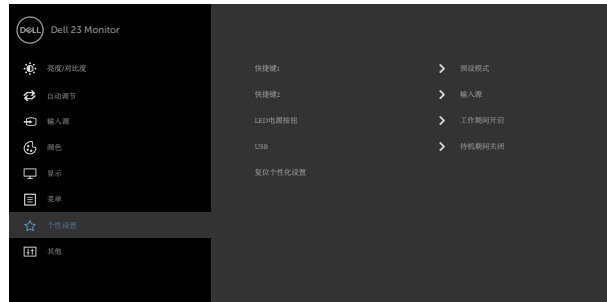 DELL Dell 23 Monitor
亮度/对比度
自动调节
输入源
颜色
显示
菜单
个性设置
其他
快捷键1 预设模式
快捷键2 输入源
LED电源按钮 工作期间开启
USB 待机期间关闭
复位个性化设置